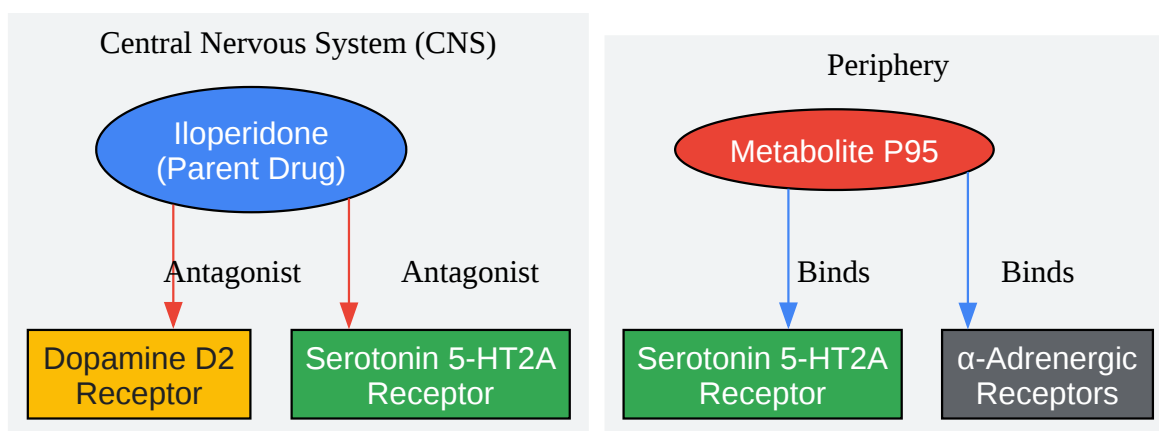 Central Nervous System (CNS)
Iloperidone
(Parent Drug)
Antagonist
Antagonist
Dopamine D2
Receptor
Serotonin 5-HT2A
Receptor
Periphery
Metabolite P95
Binds
Binds
Serotonin 5-HT2A
Receptor
α-Adrenergic
Receptors